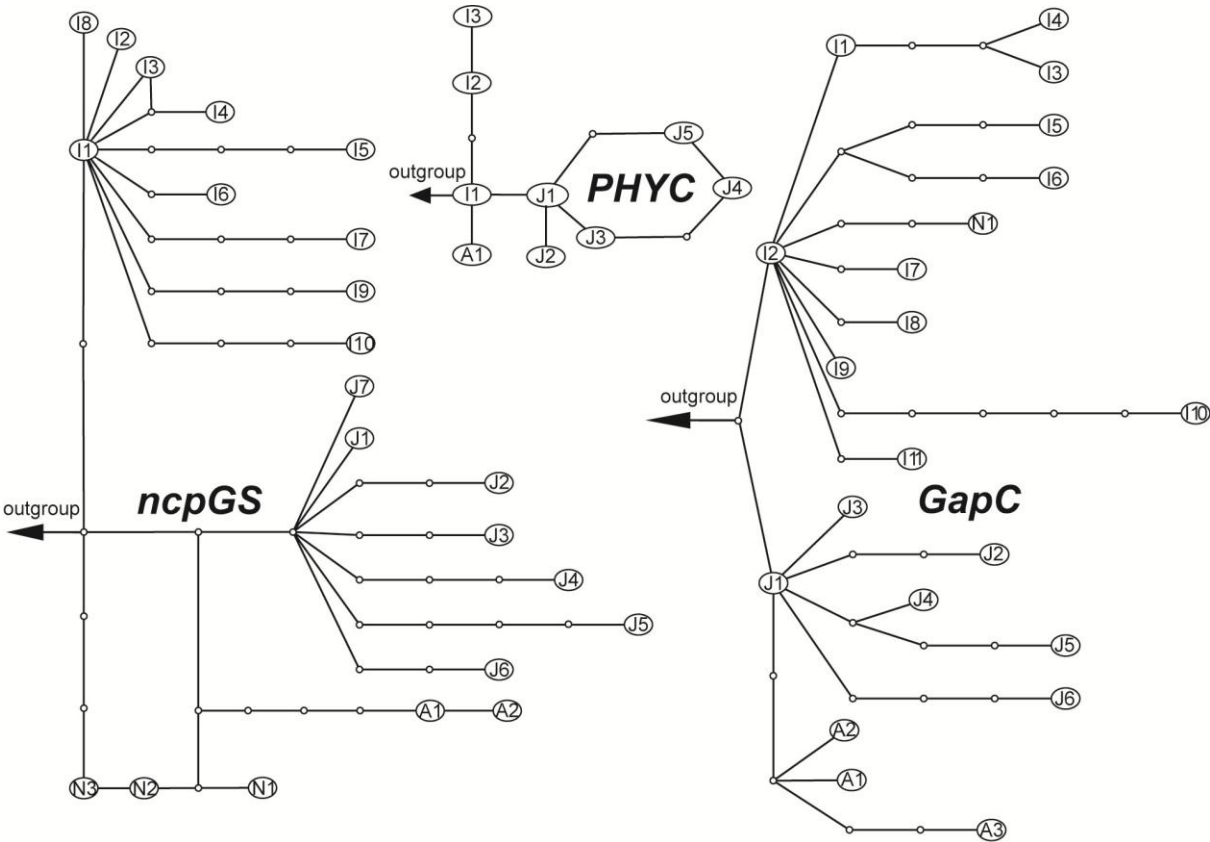 I8
I2
I3
I4
I1
I5
I6
I7
I9
I10
outgroup
ncpGS
J7
J1
J2
J3
J4
J5
J6
A1
A2
N3
N2
N1
I3
I2
outgroup
I1
A1
J1
J2
J3
J5
J4
PHYC
I4
I1
I3
I5
I6
N1
I2
I7
I8
I9
I10
I11
outgroup
GapC
J3
J2
J1
J4
J5
J6
A2
A1
A3